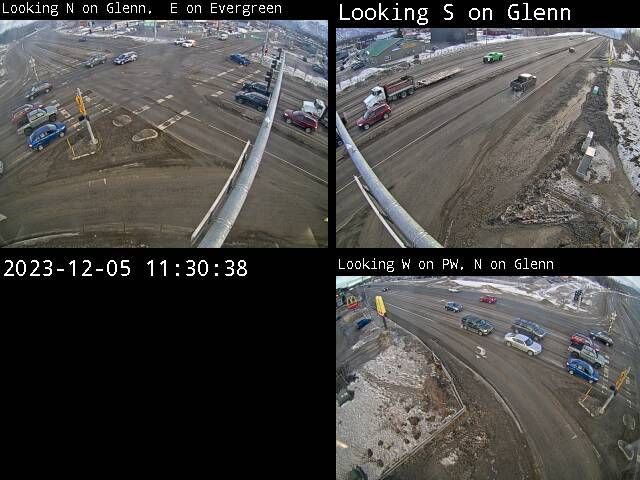 Looking N on Glenn,  E on Evergreen
Looking S on Glenn
2023-12-05 11:30:38
Looking W on PW, N on Glenn